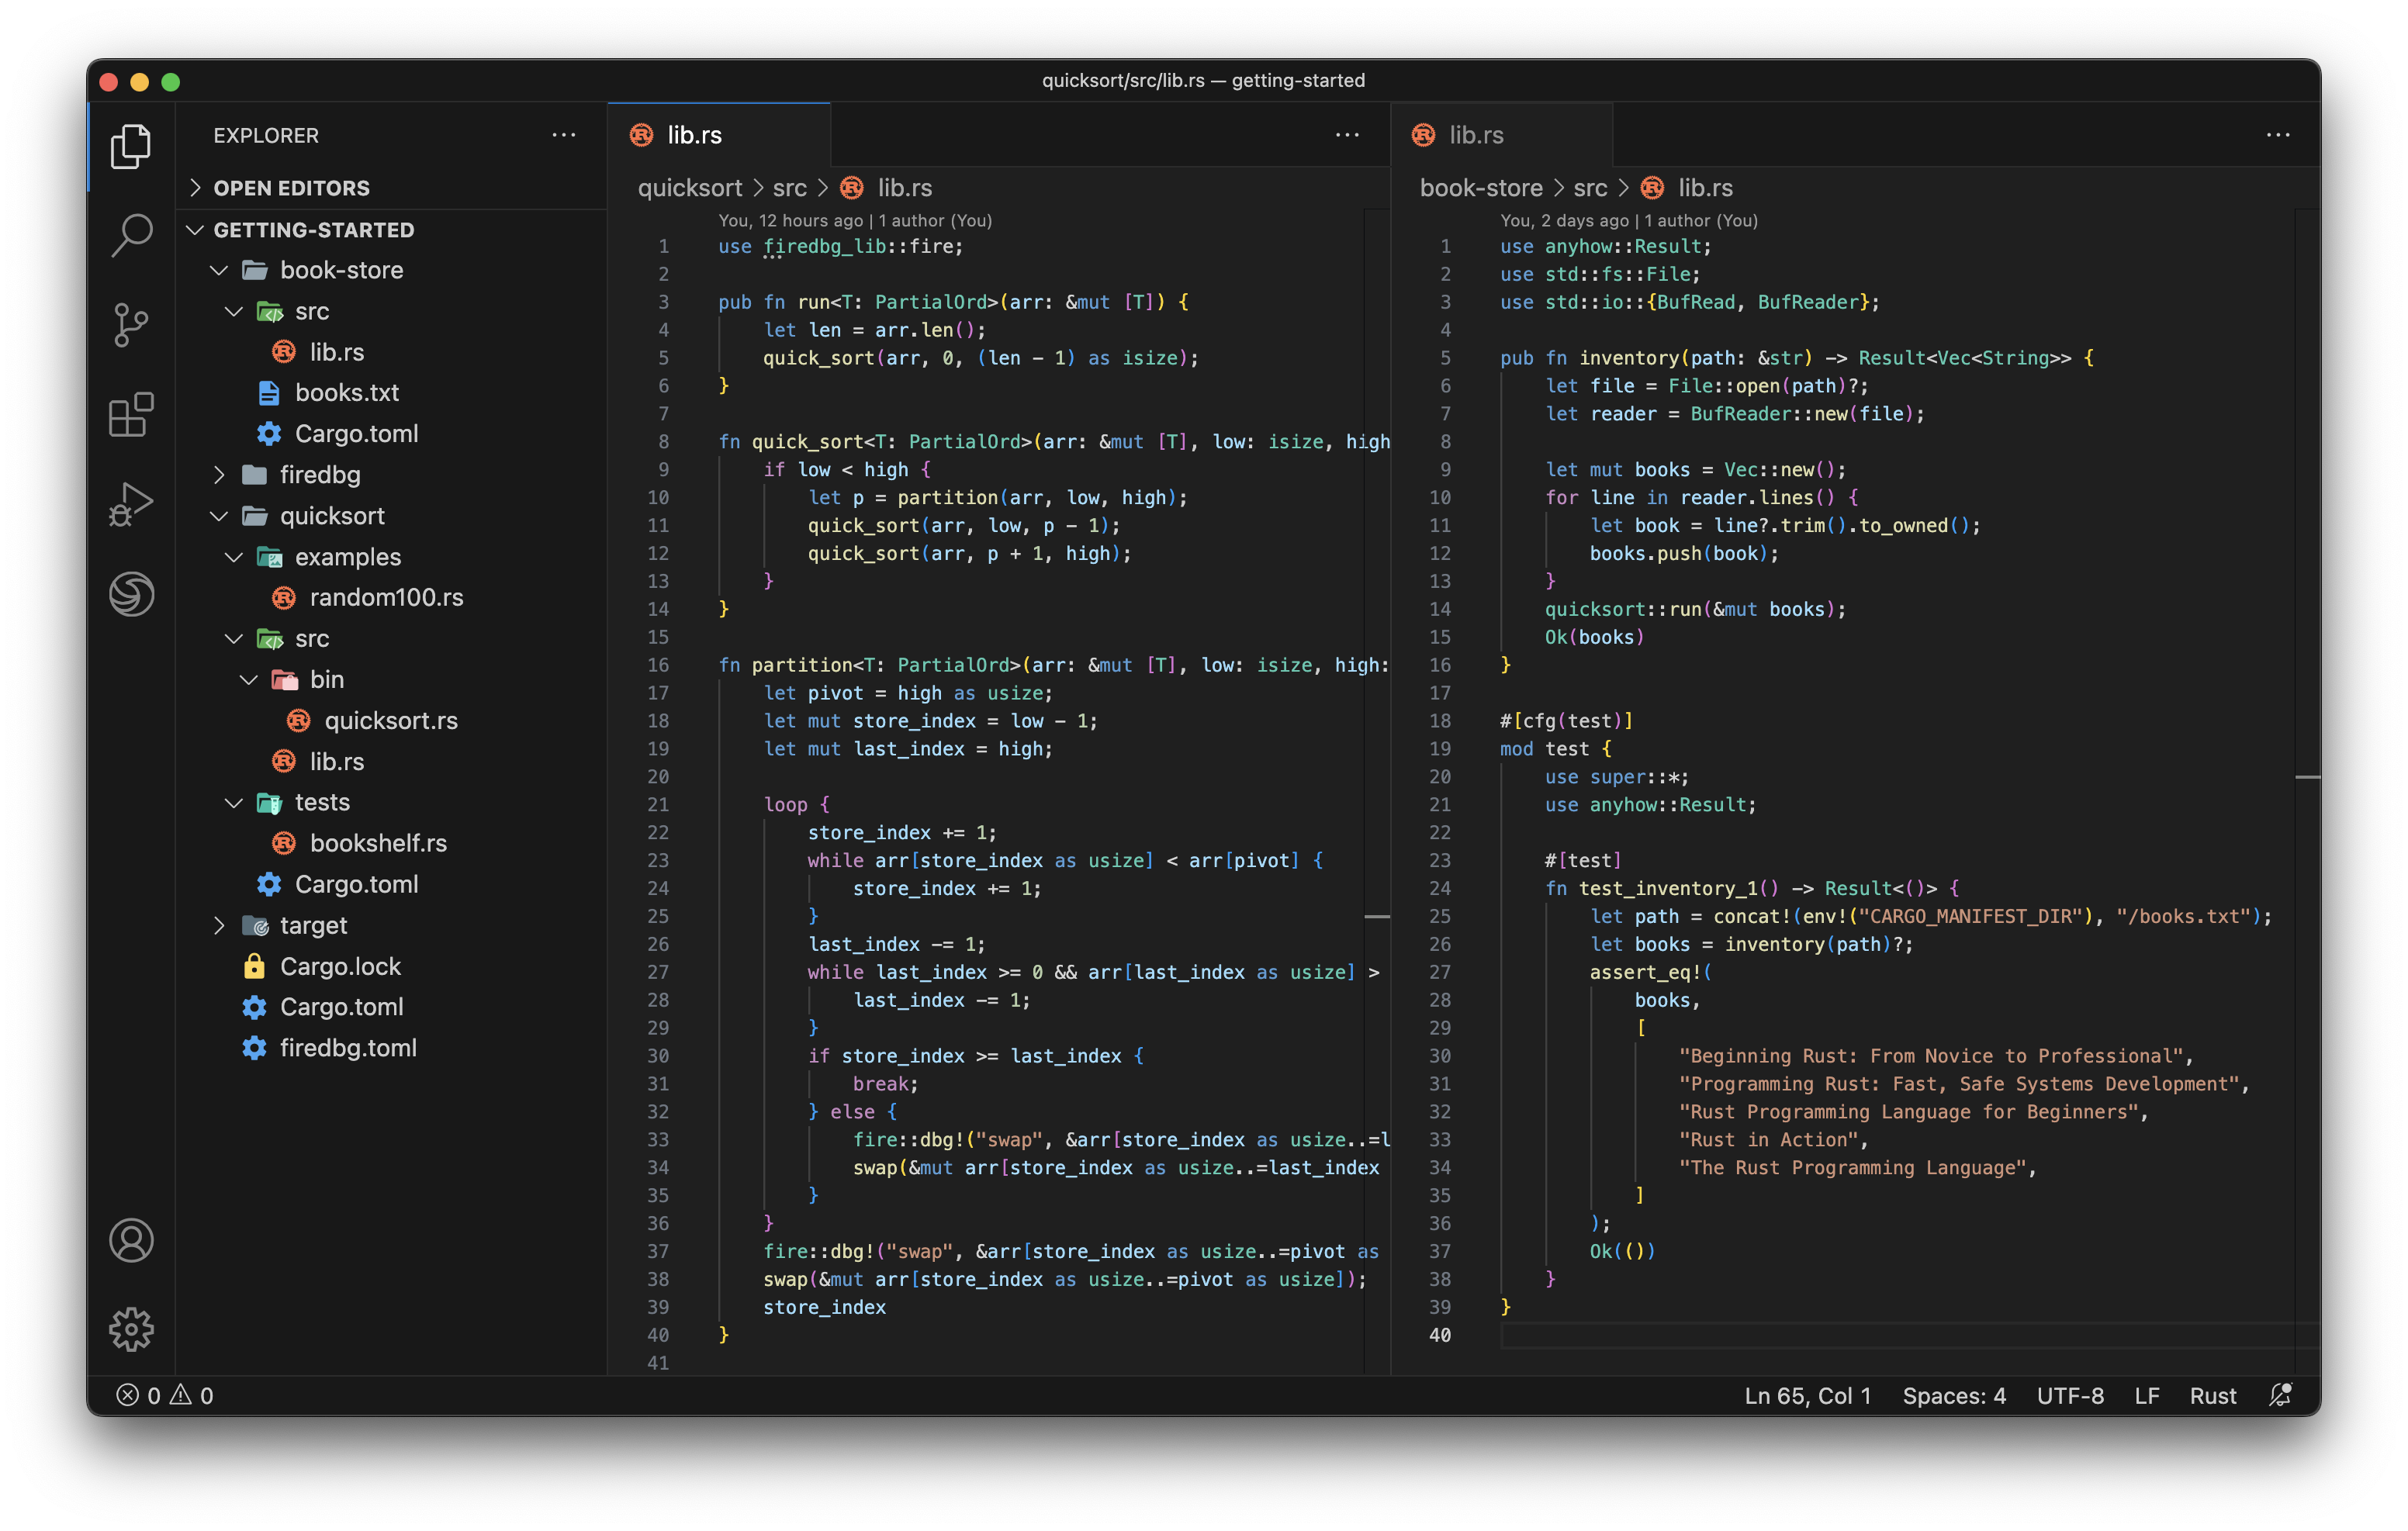 quicksort/src/lib.rs — getting-started
EXPLORER
OPEN EDITORS
GETTING-STARTED
book-store
src
lib.rs
books.txt
Cargo.toml
firedbg
quicksort
examples
random100.rs
src
bin
quicksort.rs
lib.rs
tests
bookshelf.rs
Cargo.toml
target
Cargo.lock
Cargo.toml
firedbg.toml
lib.rs
quicksort > src > lib.rs
You, 12 hours ago | 1 author (You)
1 use firedbg_lib::fire;
2
3 pub fn run<T: PartialOrd>(arr: &mut [T]) {
4     let len = arr.len();
5     quick_sort(arr, 0, (len - 1) as isize);
6 }
7
8 fn quick_sort<T: PartialOrd>(arr: &mut [T], low: isize, high
9     if low < high {
10         let p = partition(arr, low, high);
11         quick_sort(arr, low, p - 1);
12         quick_sort(arr, p + 1, high);
13     }
14 }
15
16 fn partition<T: PartialOrd>(arr: &mut [T], low: isize, high:
17     let pivot = high as usize;
18     let mut store_index = low - 1;
19     let mut last_index = high;
20
21     loop {
22         store_index += 1;
23         while arr[store_index as usize] < arr[pivot] {
24             store_index += 1;
25         }
26         last_index -= 1;
27         while last_index >= 0 && arr[last_index as usize] >
28             last_index -= 1;
29         }
30         if store_index >= last_index {
31             break;
32         } else {
33             fire::dbg!("swap", &arr[store_index as usize..=l
34             swap(&mut arr[store_index as usize..=last_index
35         }
36     }
37     fire::dbg!("swap", &arr[store_index as usize..=pivot as
38     swap(&mut arr[store_index as usize..=pivot as usize]);
39     store_index
40 }
41
lib.rs
book-store > src > lib.rs
You, 2 days ago | 1 author (You)
1 use anyhow::Result;
2 use std::fs::File;
3 use std::io::{BufRead, BufReader};
4
5 pub fn inventory(path: &str) -> Result<Vec<String>> {
6     let file = File::open(path)?;
7     let reader = BufReader::new(file);
8
9     let mut books = Vec::new();
10     for line in reader.lines() {
11         let book = line?.trim().to_owned();
12         books.push(book);
13     }
14     quicksort::run(&mut books);
15     Ok(books)
16 }
17
18 #[cfg(test)]
19 mod test {
20     use super::*;
21     use anyhow::Result;
22
23     #[test]
24     fn test_inventory_1() -> Result<()> {
25         let path = concat!(env!("CARGO_MANIFEST_DIR"), "/books.txt");
26         let books = inventory(path)?;
27         assert_eq!(
28             books,
29             [
30                 "Beginning Rust: From Novice to Professional",
31                 "Programming Rust: Fast, Safe Systems Development",
32                 "Rust Programming Language for Beginners",
33                 "Rust in Action",
34                 "The Rust Programming Language",
35             ]
36         );
37         Ok(())
38     }
39 }
40
0 0
Ln 65, Col 1 Spaces: 4 UTF-8 LF Rust